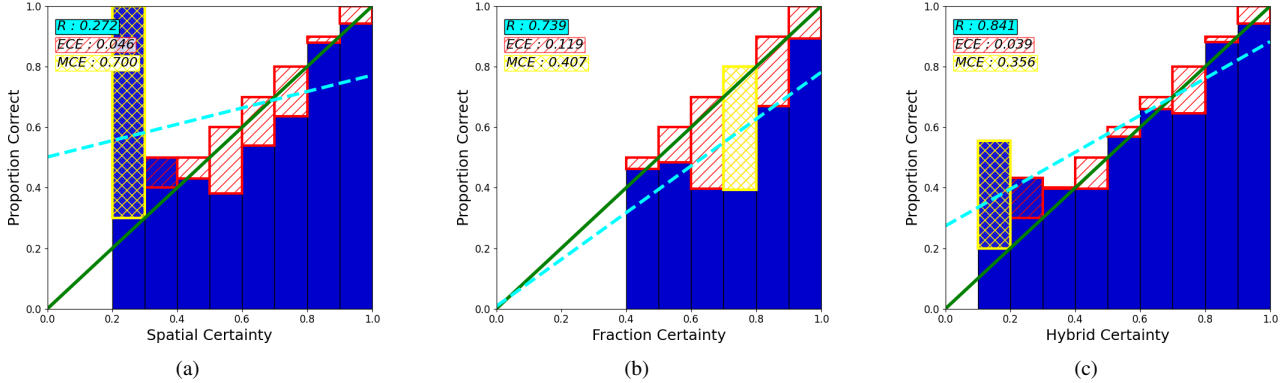 R : 0.272
ECE : 0.046
MCE : 0.700
Proportion Correct
1.0
0.8
0.6
0.4
0.2
0.0
0.0 0.2 0.4 0.6 0.8 1.0
Spatial Certainty
(a)
R : 0.739
ECE : 0.119
MCE : 0.407
Proportion Correct
1.0
0.8
0.6
0.4
0.2
0.0
0.0 0.2 0.4 0.6 0.8 1.0
Fraction Certainty
(b)
R : 0.841
ECE : 0.039
MCE : 0.356
Proportion Correct
1.0
0.8
0.6
0.4
0.2
0.0
0.0 0.2 0.4 0.6 0.8 1.0
Hybrid Certainty
(c)